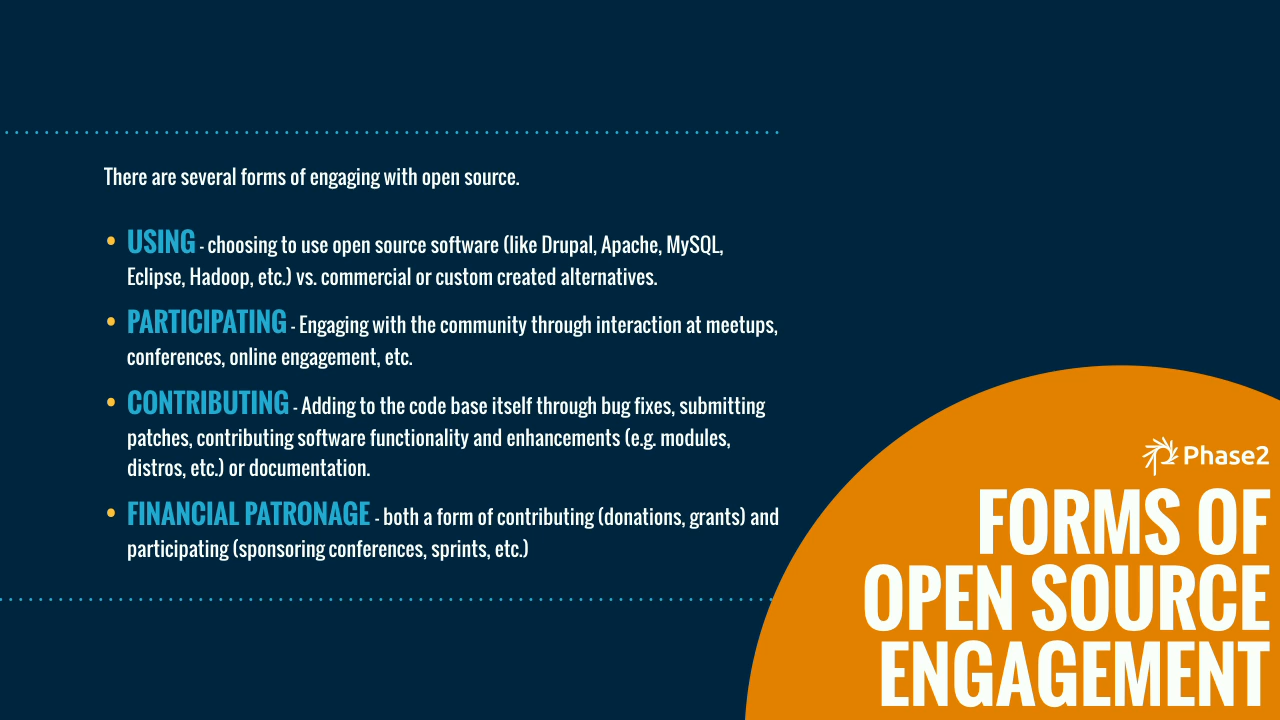 There are several forms of engaging with open source.
• USING - choosing to use open source software (like Drupal, Apache, MySQL,
Eclipse, Hadoop, etc.) vs. commercial or custom created alternatives.
• PARTICIPATING - Engaging with the community through interaction at meetups,
conferences, online engagement, etc.
• CONTRIBUTING - Adding to the code base itself through bug fixes, submitting
patches, contributing software functionality and enhancements (e.g. modules,
distros, etc.) or documentation.
• FINANCIAL PATRONAGE - both a form of contributing (donations, grants) and
participating (sponsoring conferences, sprints, etc.)
Phase2
FORMS OF
OPEN SOURCE
ENGAGEMENT